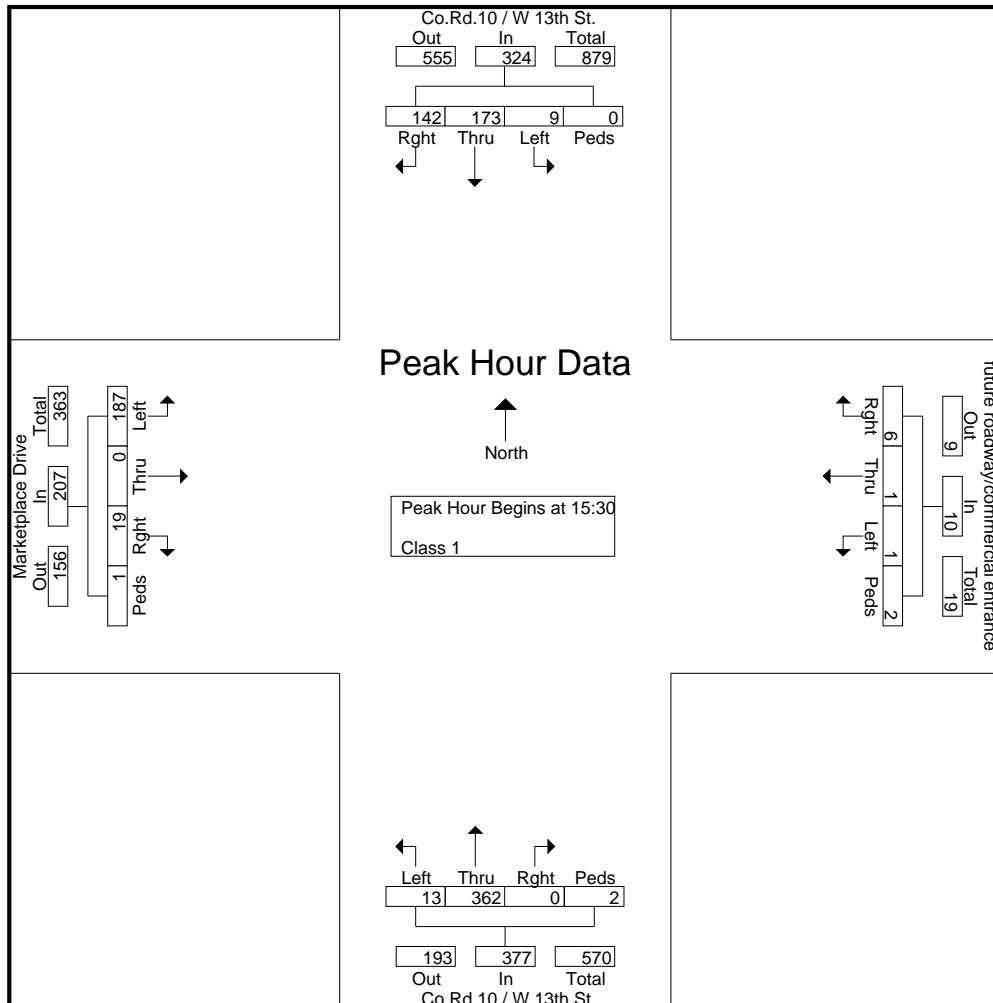 Co.Rd.10 / W 13th St.
Out In Total
555 324 879
142 173 9 0
Rght Thru Left Peds
Peak Hour Data
North
Peak Hour Begins at 15:30
Class 1
Marketplace Drive
Out In Total
156 207 363
1 19 0 187
Peds Rght Thru Left
future roadway/commercial entrance
Out In Total
9 10 19
6 1 1 2
Rght Thru Left Peds
Left Thru Rght Peds
13 362 0 2
193 377 570
Out In Total
Co.Rd.10 / W 13th St.